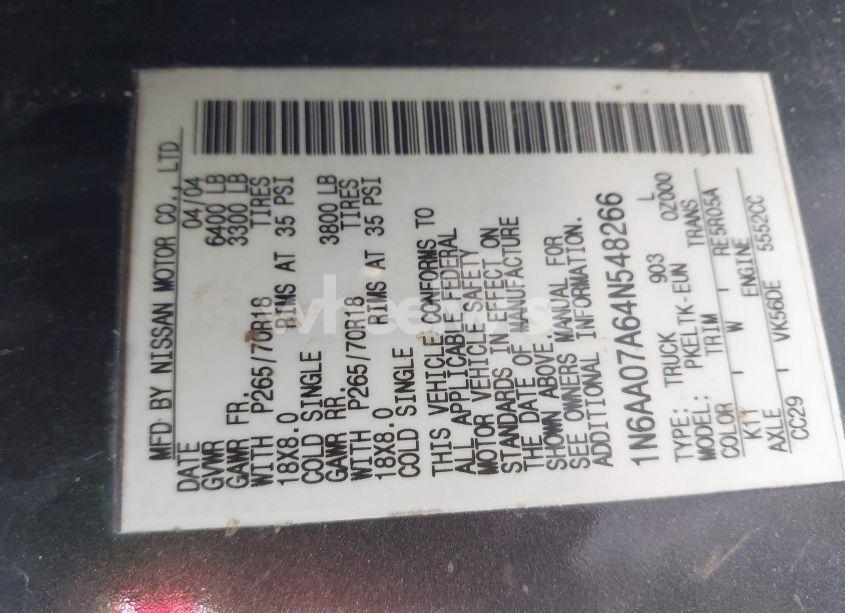 MFD BY NISSAN MOTOR CO., LTD
DATE 04/04
GVWR 6400 LB
GAWR FR. 3300 LB
WITH P265/70R18 TIRES
18X8.0 RIMS AT 35 PSI
COLD SINGLE
GAWR RR. 3800 LB
WITH P265/70R18 TIRES
18X8.0 RIMS AT 35 PSI
COLD SINGLE
THIS VEHICLE CONFORMS TO
ALL APPLICABLE FEDERAL
MOTOR VEHICLE SAFETY
STANDARDS IN EFFECT ON
THE DATE OF MANUFACTURE
SHOWN ABOVE.
SEE OWNERS MANUAL FOR
ADDITIONAL INFORMATION.
1N6AA07A64N548266
TYPE: TRUCK 903 L
MODEL: PKELTK-EUN 0Z000
COLOR TRIM TRANS
K11 W RE5R05A
AXLE ENGINE
CC29 VK56DE 5552CC